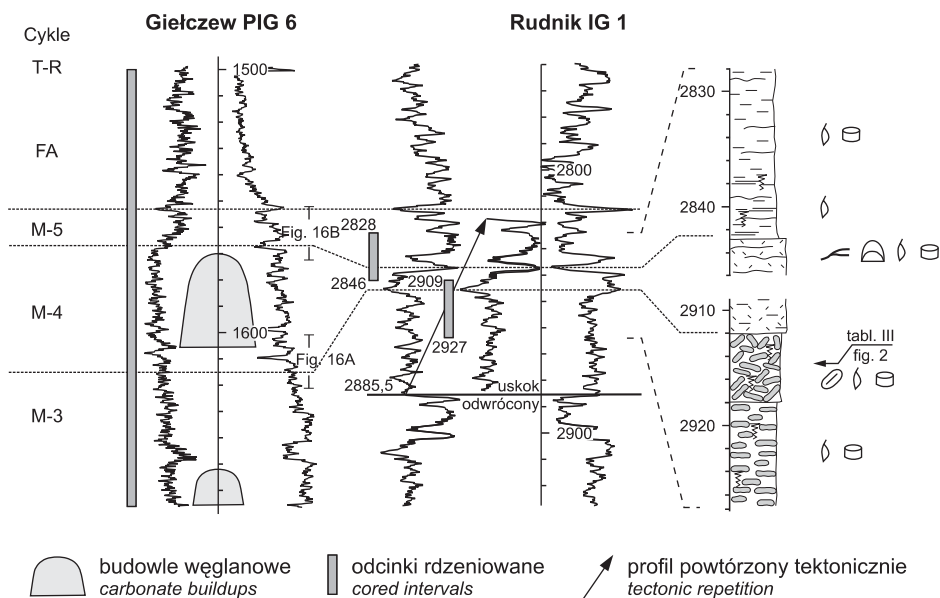 Giełczew PIG 6
Rudnik IG 1
Cykle
T-R
FA
M-5
M-4
M-3
1500
1600
Fig. 16B
Fig. 16A
2828
2846
2909
2927
2885,5
2800
uskok
odwrócony
2900
2830
2840
2910
2920
tabl. III
fig. 2
budowle węglanowe
carbonate buildups
odcinki rdzeniowane
cored intervals
profil powtórzony tektonicznie
tectonic repetition